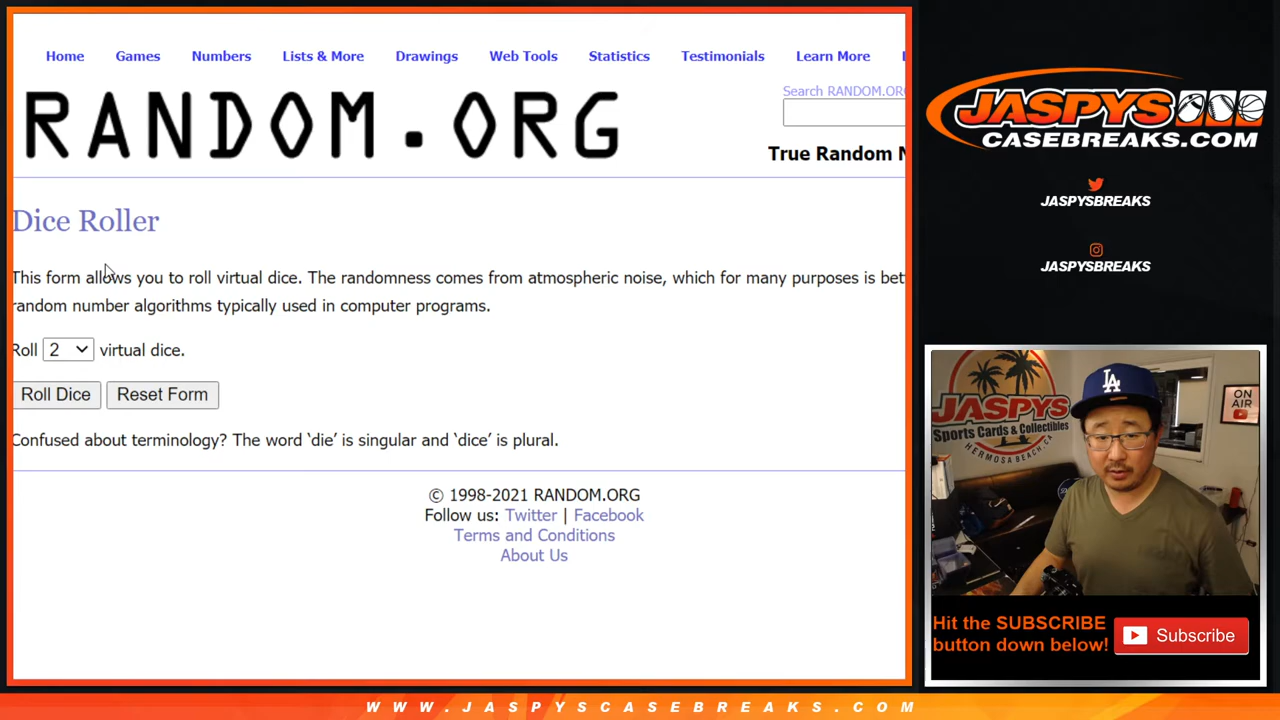 Home Games Numbers Lists & More Drawings Web Tools Statistics Testimonials Learn More
Search RANDOM.ORG
RANDOM.ORG
True Random
Dice Roller
This form allows you to roll virtual dice. The randomness comes from atmospheric noise, which for many purposes is
random number algorithms typically used in computer programs.
Roll 2 virtual dice.
Roll Dice Reset Form
Confused about terminology? The word ‘die’ is singular and ‘dice’ is plural.
© 1998-2021 RANDOM.ORG
Follow us: Twitter | Facebook
Terms and Conditions
About Us
JASPYS
CASEBREAKS.COM
JASPYSBREAKS
JASPYSBREAKS
JASPYS
Sports Cards & Collectibles
HERMOSA BEACH, CA
LA
ON
AIR
Hit the SUBSCRIBE
button down below!
Subscribe
WWW.JASPYSCASEBREAKS.COM